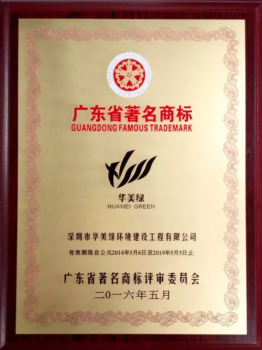 广东省著名商标
GUANGDONG FAMOUS TRADEMARK
华美绿
HUAMEI GREEN
深圳市华美绿环境建设工程有限公司
有效期限自公元2016年5月6日至2019年5月5日止
广东省著名商标评审委员会
二〇一六年五月